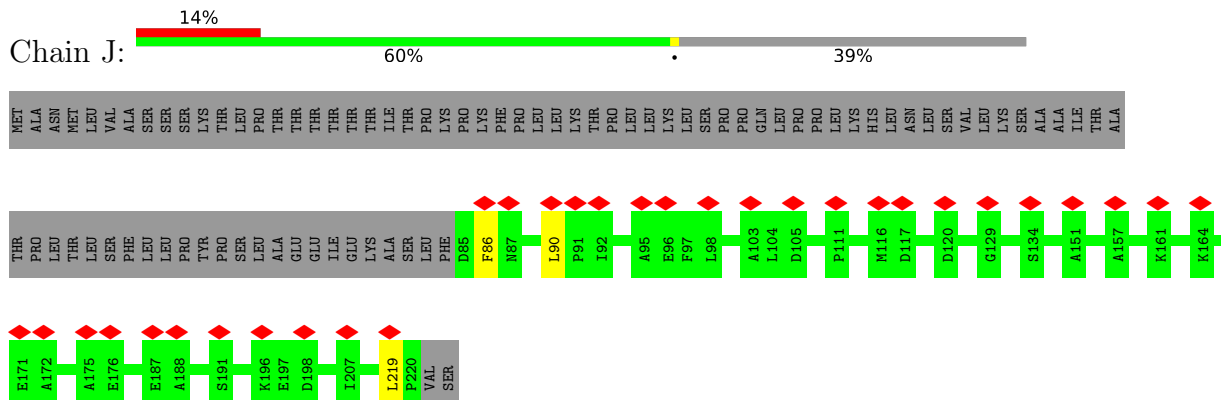 14%
Chain J:
60% • 39%
MET ALA ASN MET LEU VAL ALA SER SER SER LYS THR LEU PRO THR THR THR THR THR THR ILE THR PRO LYS PRO LYS PHE PRO LEU LEU LYS THR PRO LEU LEU LYS LEU SER PRO PRO GLN LEU PRO PRO LEU LYS HIS LEU ASN LEU SER VAL LEU LYS SER ALA ALA ILE THR ALA
THR PRO LEU LEU THR LEU SER PHE LEU LEU PRO TYR PRO SER LEU ALA GLU GLU ILE GLU LYS ALA SER LEU PHE D85 F86 N87 L90 P91 I92 A95 E96 F97 L98 A103 L104 D105 P111 M116 D117 D120 G129 S134 A151 A157 K161 K164
E171 A172 A175 E176 E187 A188 S191 K196 E197 D198 I207 L219 P220 VAL SER